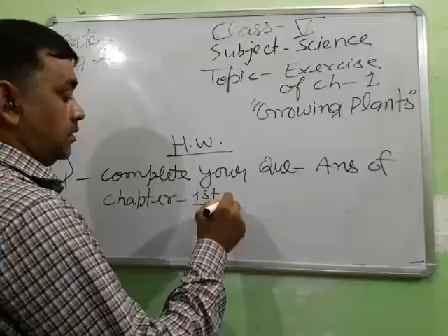 Class - V
Subject - Science
Topic - Exercise
of ch - 1
"Growing Plants"
H.W.
- Complete your Que - Ans of
chapter - 1st